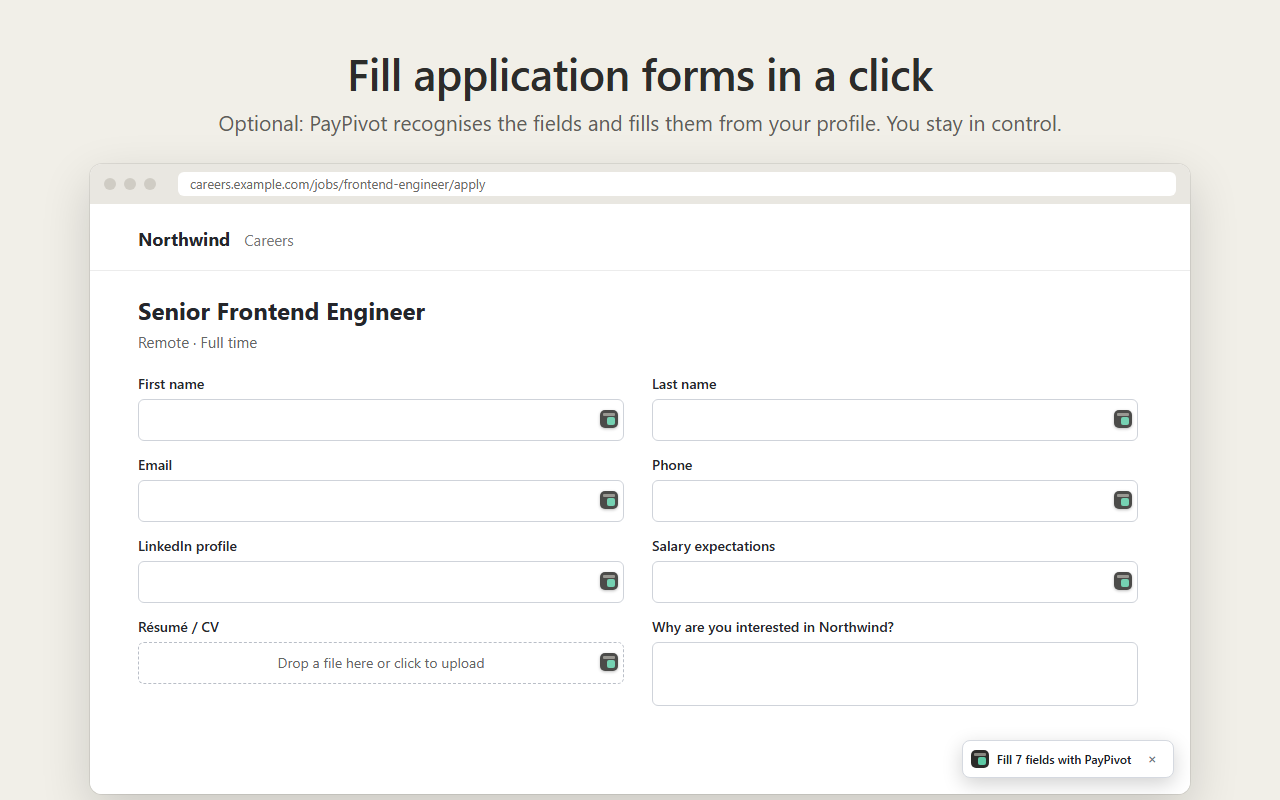 Fill application forms in a click
Optional: PayPivot recognises the fields and fills them from your profile. You stay in control.
careers.example.com/jobs/frontend-engineer/apply
Northwind Careers
Senior Frontend Engineer
Remote · Full time
First name
Last name
Email
Phone
LinkedIn profile
Salary expectations
Résumé / CV
Why are you interested in Northwind?
Drop a file here or click to upload
Fill 7 fields with PayPivot ×